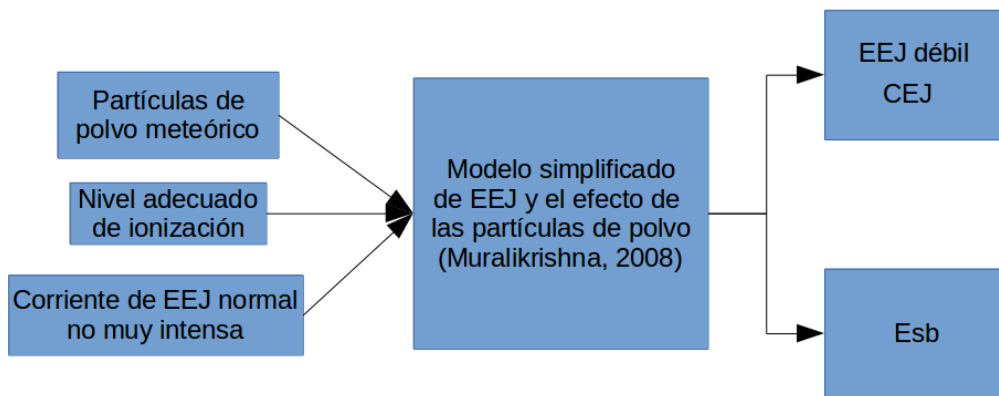 Partículas de
polvo meteórico
Nivel adecuado
de ionización
Corriente de EEJ normal
no muy intensa
Modelo simplificado
de EEJ y el efecto de
las partículas de polvo
(Muralikrishna, 2008)
EEJ débil
CEJ
Esb